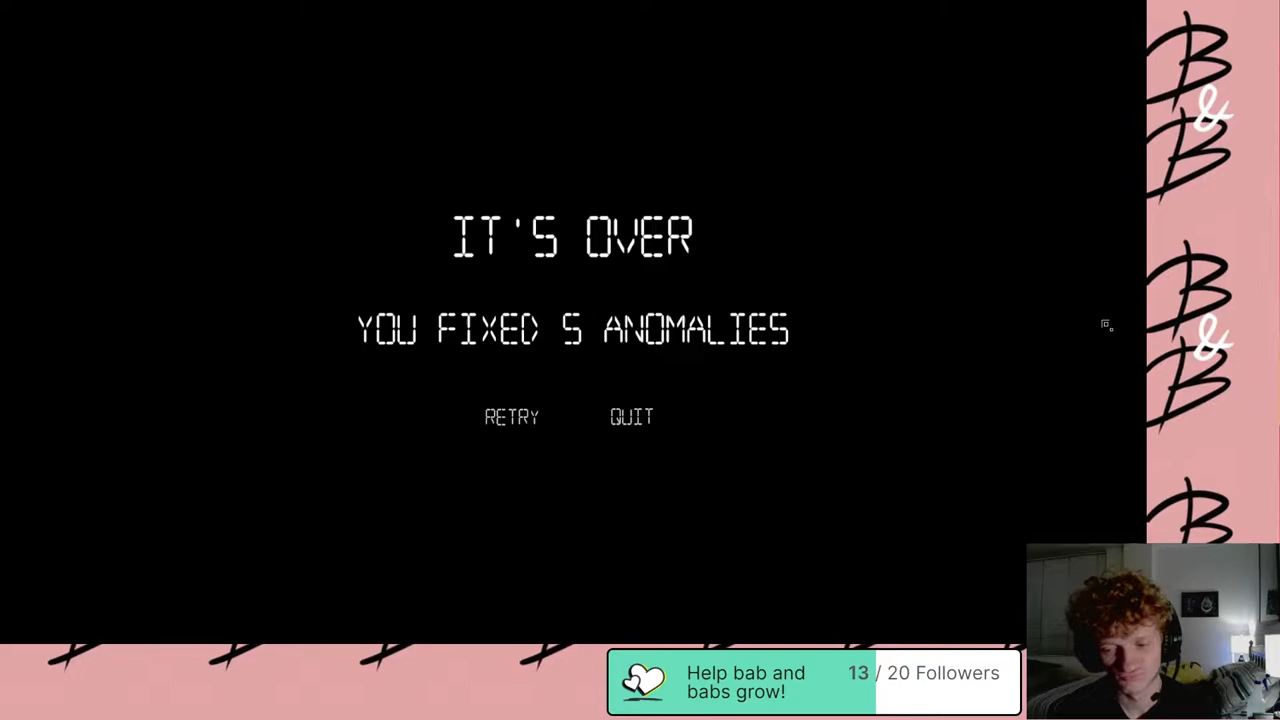 IT'S OVER
YOU FIXED 5 ANOMALIES
RETRY QUIT
B
&
B
B
&
B
B
Help bab and
babs grow!
13 / 20 Followers